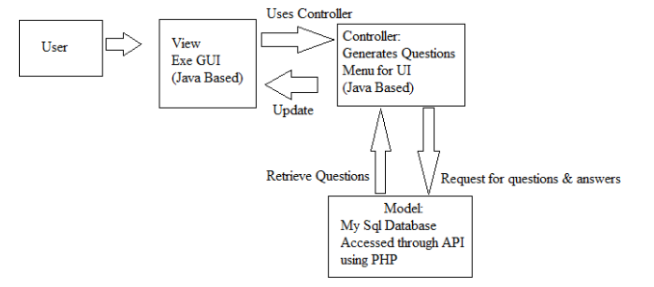 Uses Controller
User
View
Exe GUI
(Java Based)
Controller:
Generates Questions
Menu for UI
(Java Based)
Update
Retrieve Questions
Request for questions & answers
Model:
My Sql Database
Accessed through API
using PHP